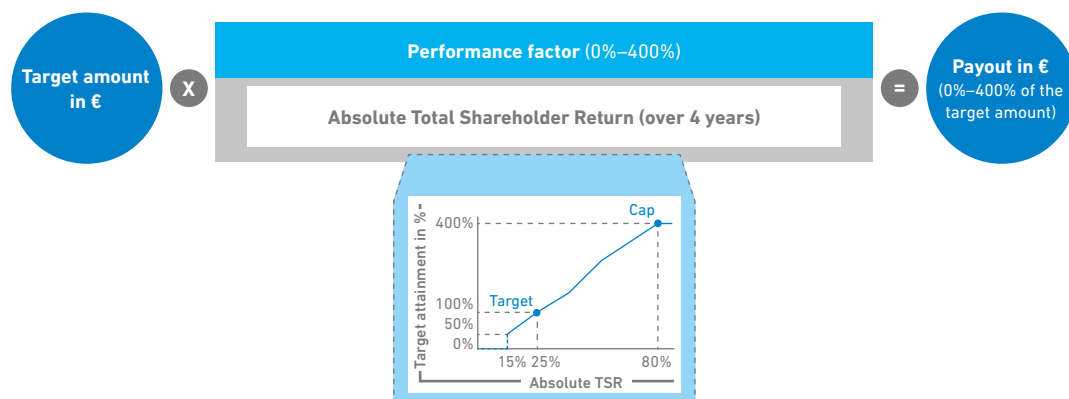 Target amount
in €
X
Performance factor (0%–400%)
Absolute Total Shareholder Return (over 4 years)
=
Payout in €
(0%–400% of the
target amount)
Target attainment in %
400%
100%
50%
0%
Cap
Target
15% 25% 80%
Absolute TSR